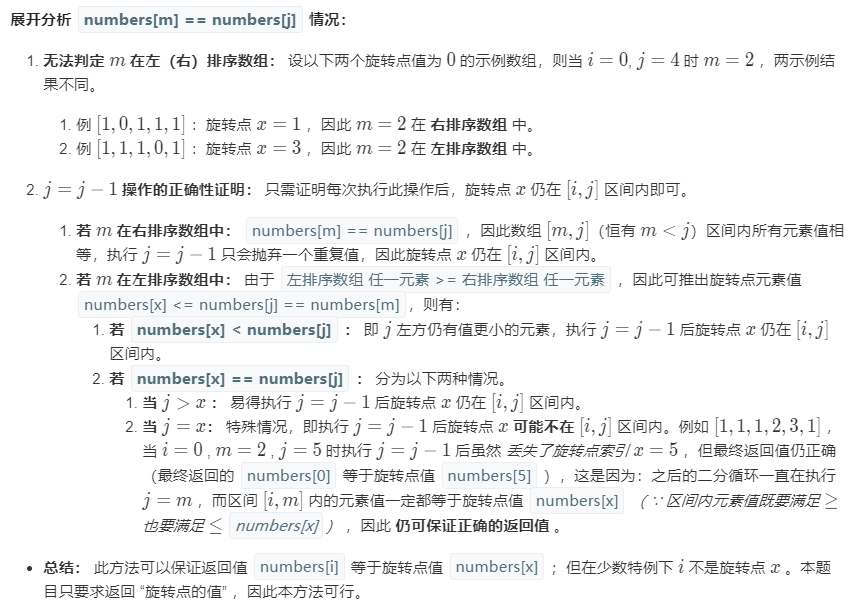 展开分析 numbers[m] == numbers[j] 情况：
1. 无法判定 m 在左（右）排序数组： 设以下两个旋转点值为 0 的示例数组，则当 i = 0, j = 4 时 m = 2 ，两示例结
果不同。
1. 例 [1, 0, 1, 1, 1] ：旋转点 x = 1 ，因此 m = 2 在 右排序数组 中。
2. 例 [1, 1, 1, 0, 1] ：旋转点 x = 3 ，因此 m = 2 在 左排序数组 中。
2. j = j − 1 操作的正确性证明： 只需证明每次执行此操作后，旋转点 x 仍在 [i, j] 区间内即可。
1. 若 m 在右排序数组中： numbers[m] == numbers[j] ，因此数组 [m, j]（恒有 m < j）区间内所有元素值相
等，执行 j = j − 1 只会抛弃一个重复值，因此旋转点 x 仍在 [i, j] 区间内。
2. 若 m 在左排序数组中： 由于 左排序数组 任一元素 >= 右排序数组 任一元素 ，因此可推出旋转点元素值
numbers[x] <= numbers[j] == numbers[m] ，则有：
1. 若 numbers[x] < numbers[j] ： 即 j 左方仍有值更小的元素，执行 j = j − 1 后旋转点 x 仍在 [i, j]
区间内。
2. 若 numbers[x] == numbers[j] ： 分为以下两种情况。
1. 当 j > x： 易得执行 j = j − 1 后旋转点 x 仍在 [i, j] 区间内。
2. 当 j = x： 特殊情况，即执行 j = j − 1 后旋转点 x 可能不在 [i, j] 区间内。例如 [1, 1, 1, 2, 3, 1] ，
当 i = 0 , m = 2 , j = 5 时执行 j = j − 1 后虽然 丢失了旋转点索引 x = 5 ，但最终返回值仍正确
（最终返回的 numbers[0] 等于旋转点值 numbers[5] ），这是因为：之后的二分循环一直在执行
j = m ，而区间 [i, m] 内的元素值一定都等于旋转点值 numbers[x] （∵ 区间内元素值既要满足 ≥
也要满足 ≤ numbers[x] ），因此 仍可保证正确的返回值 。
• 总结： 此方法可以保证返回值 numbers[i] 等于旋转点值 numbers[x] ；但在少数特例下 i 不是旋转点 x 。本题
目只要求返回 “旋转点的值” ，因此本方法可行。